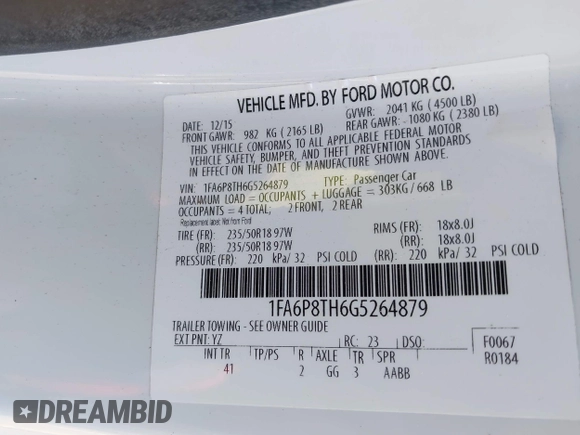 VEHICLE MFD. BY FORD MOTOR CO.
DATE: 12/15 GVWR: 2041 KG (4500 LB)
FRONT GAWR: 982 KG (2165 LB) REAR GAWR: 1080 KG (2380 LB)
THIS VEHICLE CONFORMS TO ALL APPLICABLE FEDERAL MOTOR
VEHICLE SAFETY, BUMPER, AND THEFT PREVENTION STANDARDS
IN EFFECT ON THE DATE OF MANUFACTURE SHOWN ABOVE.
VIN: 1FA6P8TH6G5264879 TYPE: Passenger Car
MAXIMUM LOAD = OCCUPANTS + LUGGAGE = 303KG/668 LB
OCCUPANTS = 4 TOTAL; 2 FRONT, 2 REAR
Replacement label: Not from Ford
TIRE (FR): 235/50R18 97W RIMS (FR): 18x8.0J
(RR): 235/50R18 97W (RR): 18x8.0J
PRESSURE (FR): 220 kPa/ 32 PSI COLD (RR): 220 kPa/ 32 PSI COLD
1FA6P8TH6G5264879
TRAILER TOWING - SEE OWNER GUIDE
EXT PNT: YZ RC: 23 DSO: F0067
INT TR TP/PS R AXLE TR SPR R0184
41 2 GG 3 AABB
DREAMBID